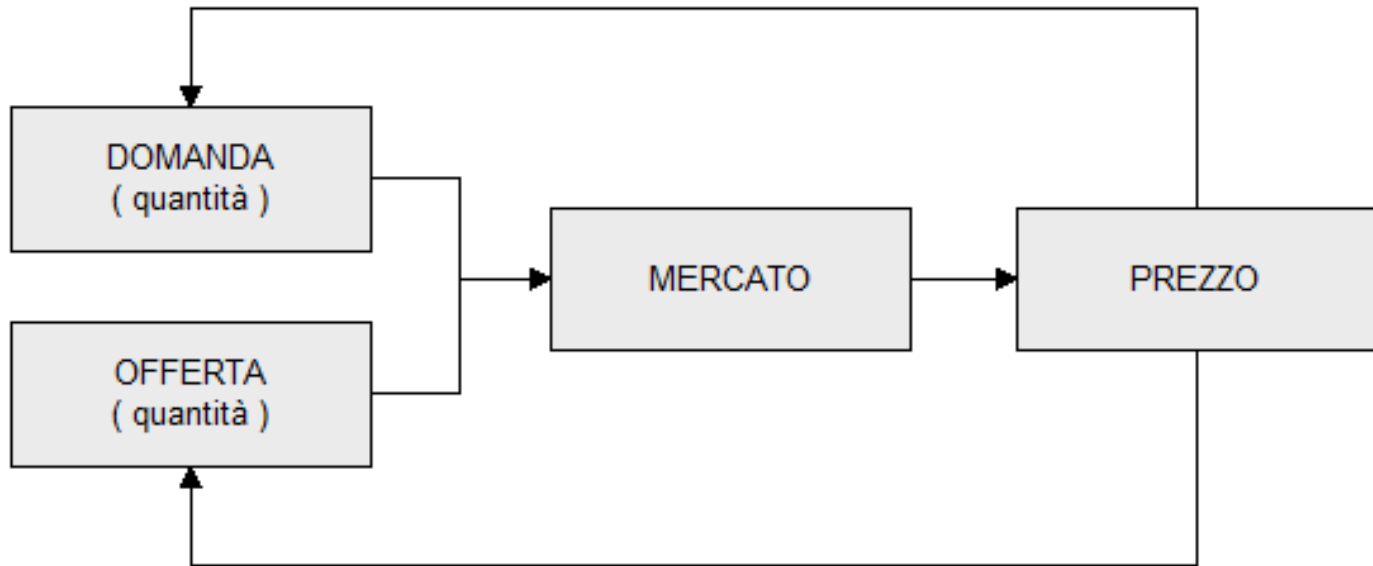 DOMANDA
( quantità )
MERCATO
PREZZO
OFFERTA
( quantità )